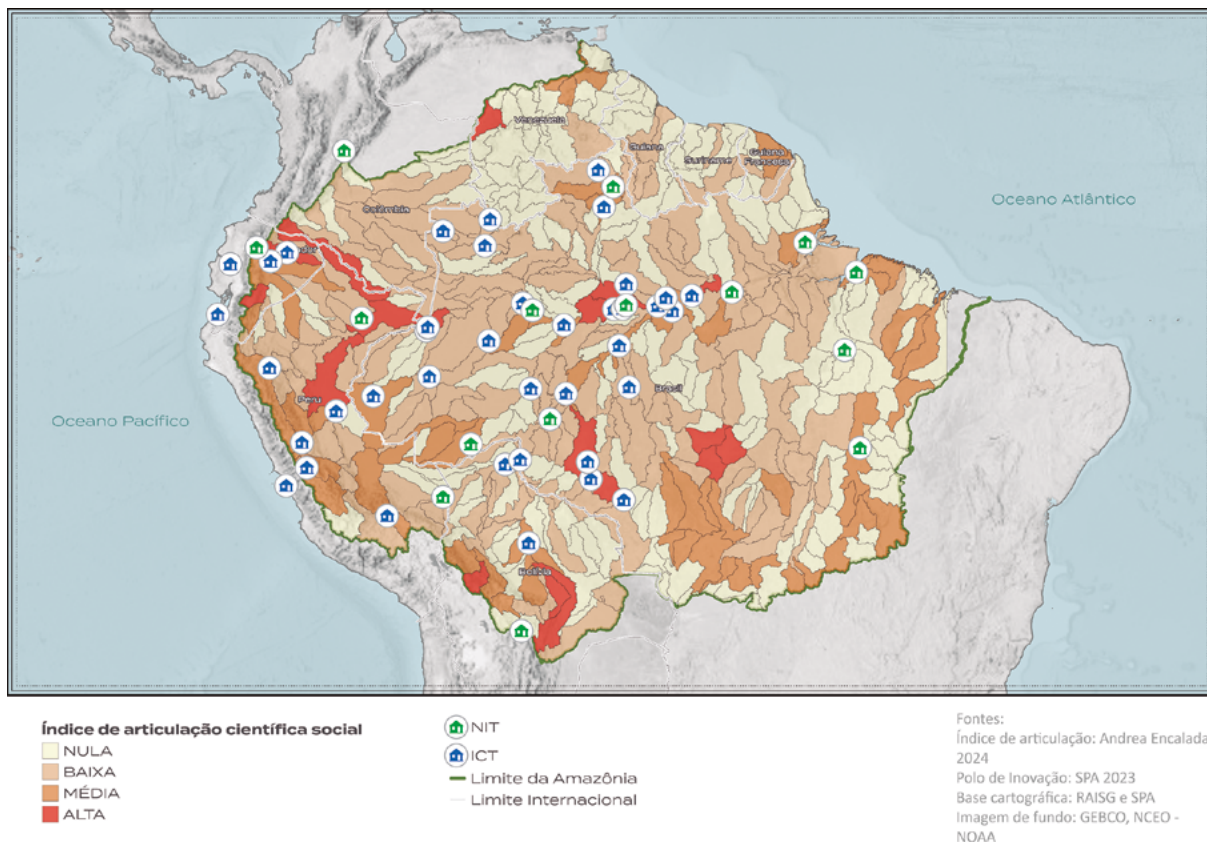 Venezuela
Guiana
Suriname
Guiana
Francesa
Colômbia
Oceano Atlântico
Brasil
Peru
Oceano Pacífico
Bolívia
Índice de articulação científica social
NULA
BAIXA
MÉDIA
ALTA
NIT
ICT
Limite da Amazônia
Limite Internacional
Fontes:
Índice de articulação: Andrea Encalada
2024
Polo de Inovação: SPA 2023
Base cartográfica: RAISG e SPA
Imagem de fundo: GEBCO, NCEO -
NOAA